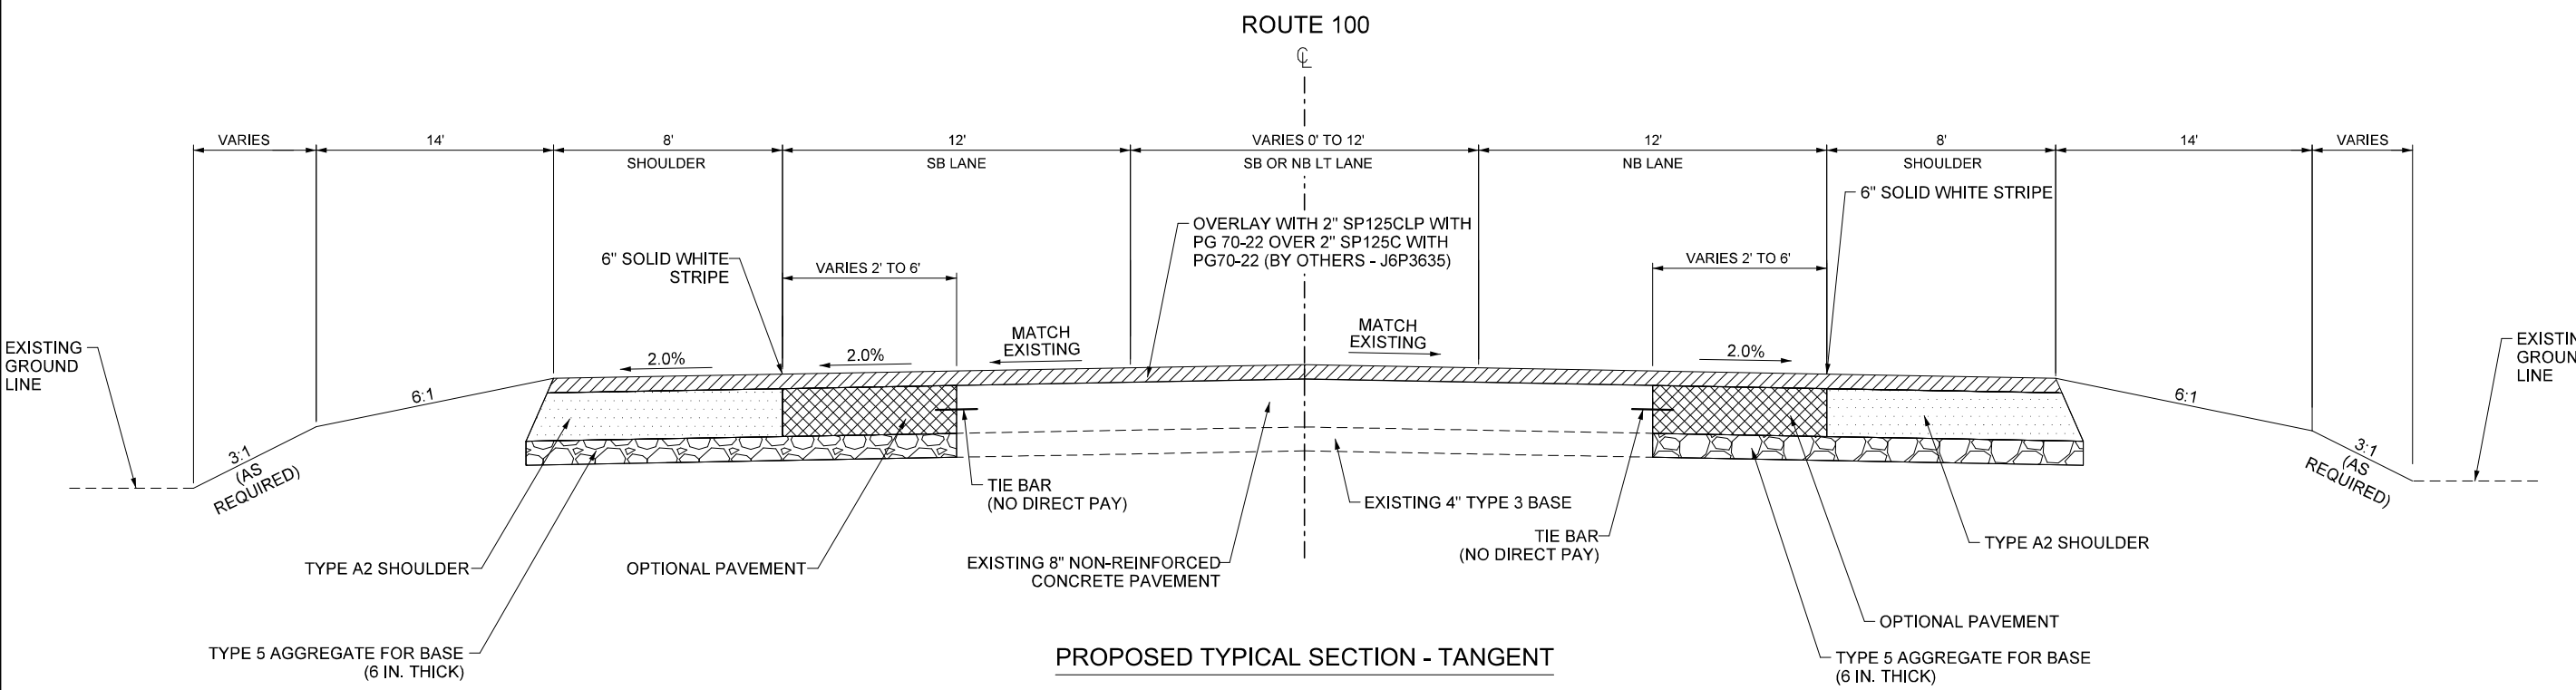 ROUTE 100
℄
VARIES
14'
8'
12'
VARIES 0' TO 12'
12'
8'
14'
VARIES
SHOULDER
SB LANE
SB OR NB LT LANE
NB LANE
SHOULDER
6" SOLID WHITE STRIPE
OVERLAY WITH 2" SP125CLP WITH
PG 70-22 OVER 2" SP125C WITH
PG70-22 (BY OTHERS - J6P3635)
6" SOLID WHITE
STRIPE
VARIES 2' TO 6'
VARIES 2' TO 6'
EXISTING
GROUND
LINE
2.0%
2.0%
MATCH
EXISTING
MATCH
EXISTING
2.0%
EXISTIN
GROUN
LINE
6:1
6:1
3:1
(AS
REQUIRED)
3:1
(AS
REQUIRED)
TIE BAR
(NO DIRECT PAY)
EXISTING 4" TYPE 3 BASE
TIE BAR
(NO DIRECT PAY)
TYPE A2 SHOULDER
TYPE A2 SHOULDER
OPTIONAL PAVEMENT
EXISTING 8" NON-REINFORCED
CONCRETE PAVEMENT
OPTIONAL PAVEMENT
TYPE 5 AGGREGATE FOR BASE
(6 IN. THICK)
PROPOSED TYPICAL SECTION - TANGENT
TYPE 5 AGGREGATE FOR BASE
(6 IN. THICK)